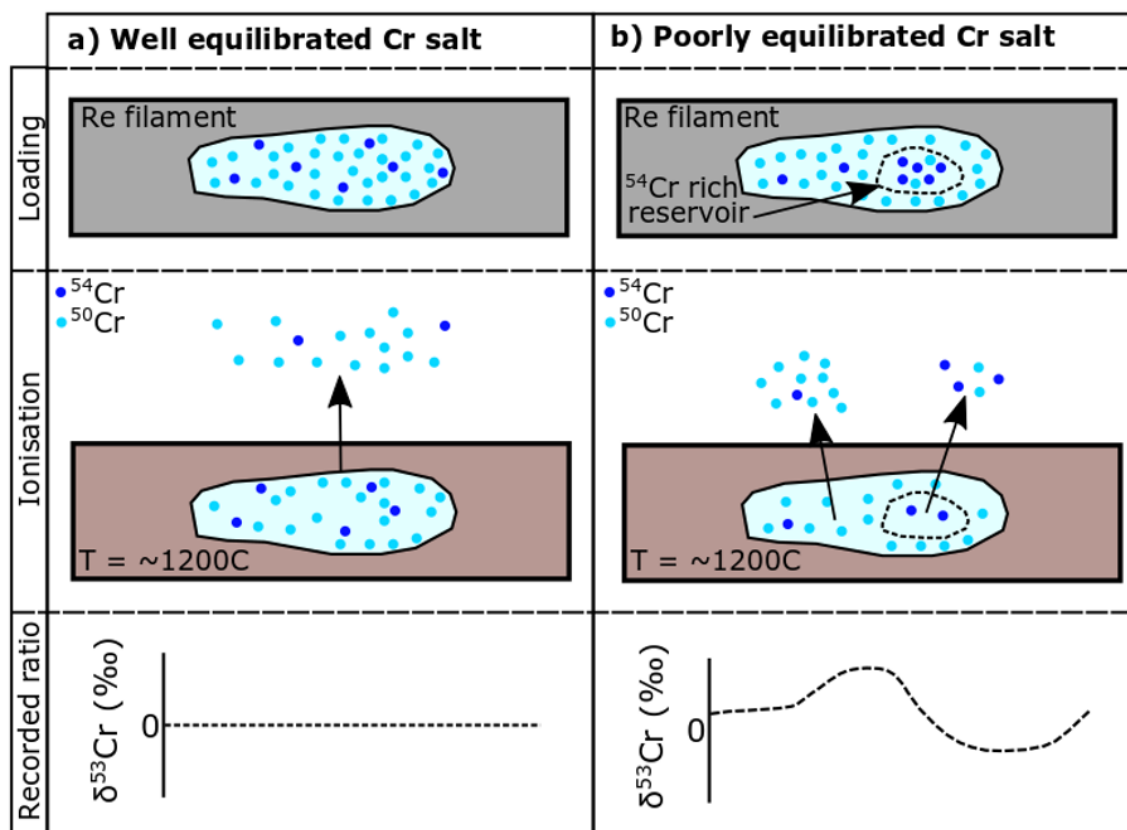 a) Well equilibrated Cr salt
b) Poorly equilibrated Cr salt
Loading
Re filament
Re filament
⁵⁴Cr rich
reservoir
Ionisation
⁵⁴Cr
⁵⁰Cr
T = ~1200C
⁵⁴Cr
⁵⁰Cr
T = ~1200C
Recorded ratio
δ⁵³Cr (‰)
0
δ⁵³Cr (‰)
0